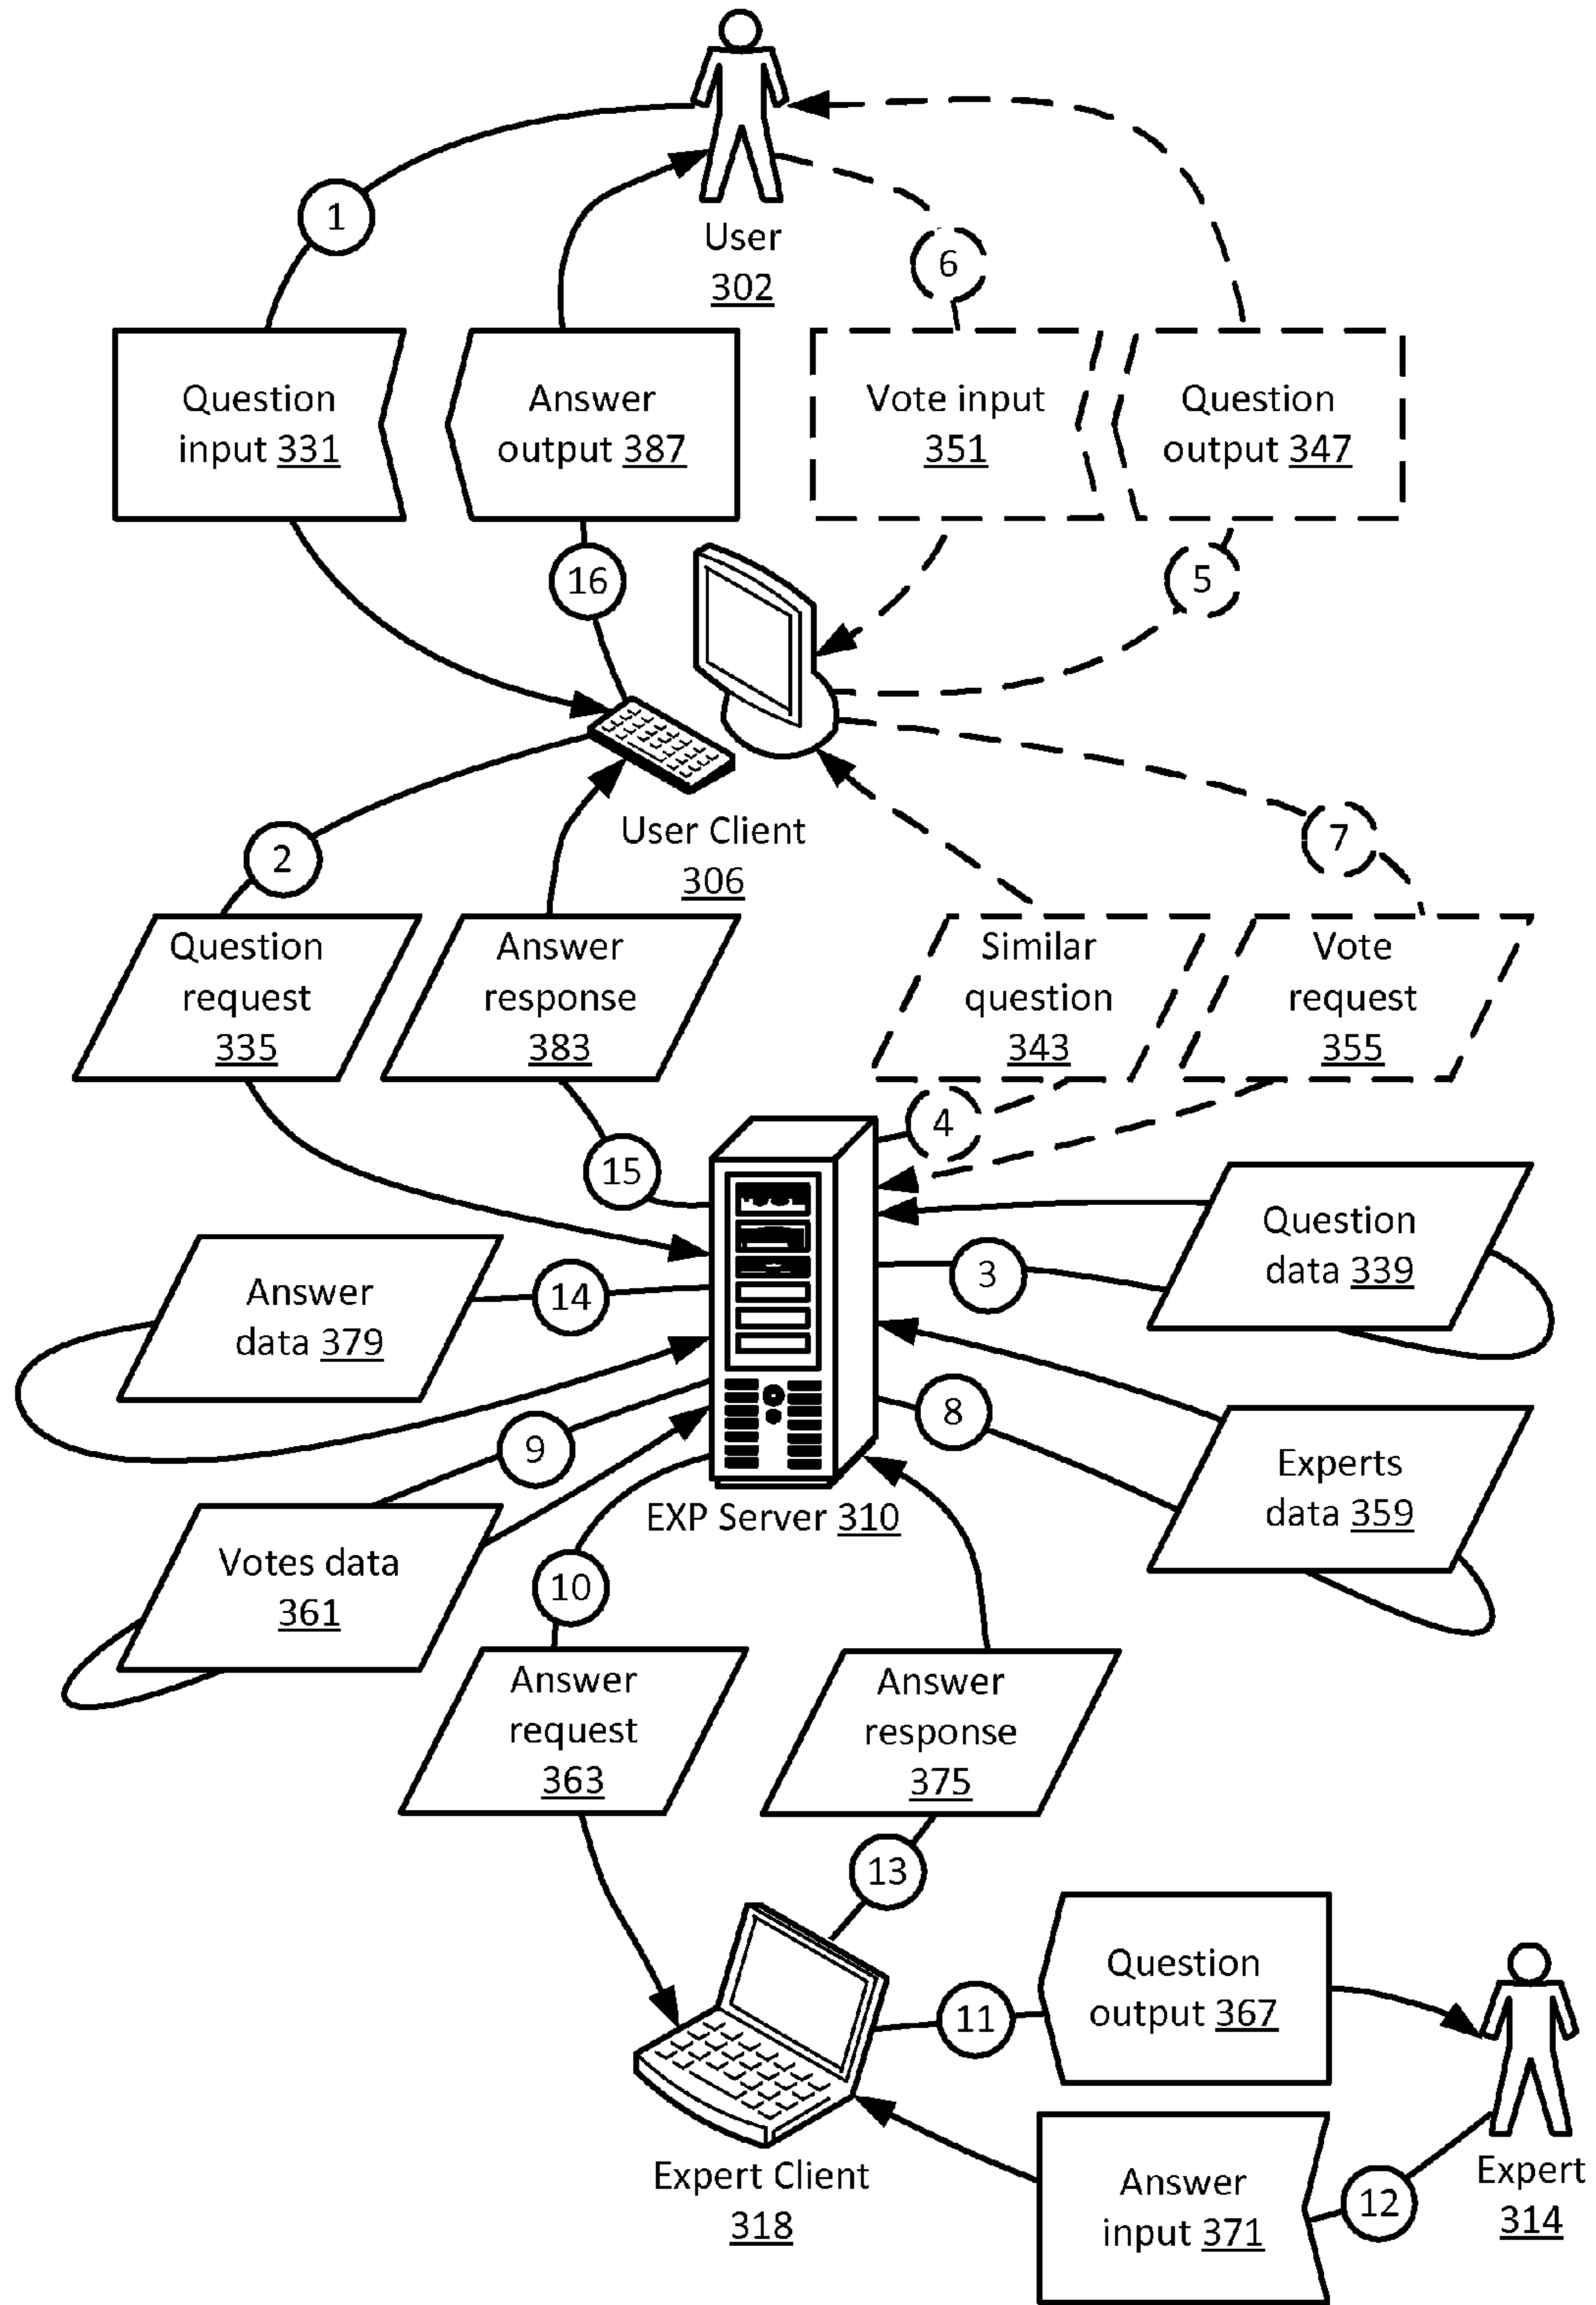 1
User
302
6
Question
input 331
Answer
output 387
Vote input
351
Question
output 347
16
5
User Client
306
2
7
Question
request
335
Answer
response
383
Similar
question
343
Vote
request
355
4
15
Question
data 339
3
Answer
data 379
14
8
9
Experts
data 359
EXP Server 310
Votes data
361
10
Answer
request
363
Answer
response
375
13
Question
output 367
11
Expert Client
318
Answer
input 371
12
Expert
314